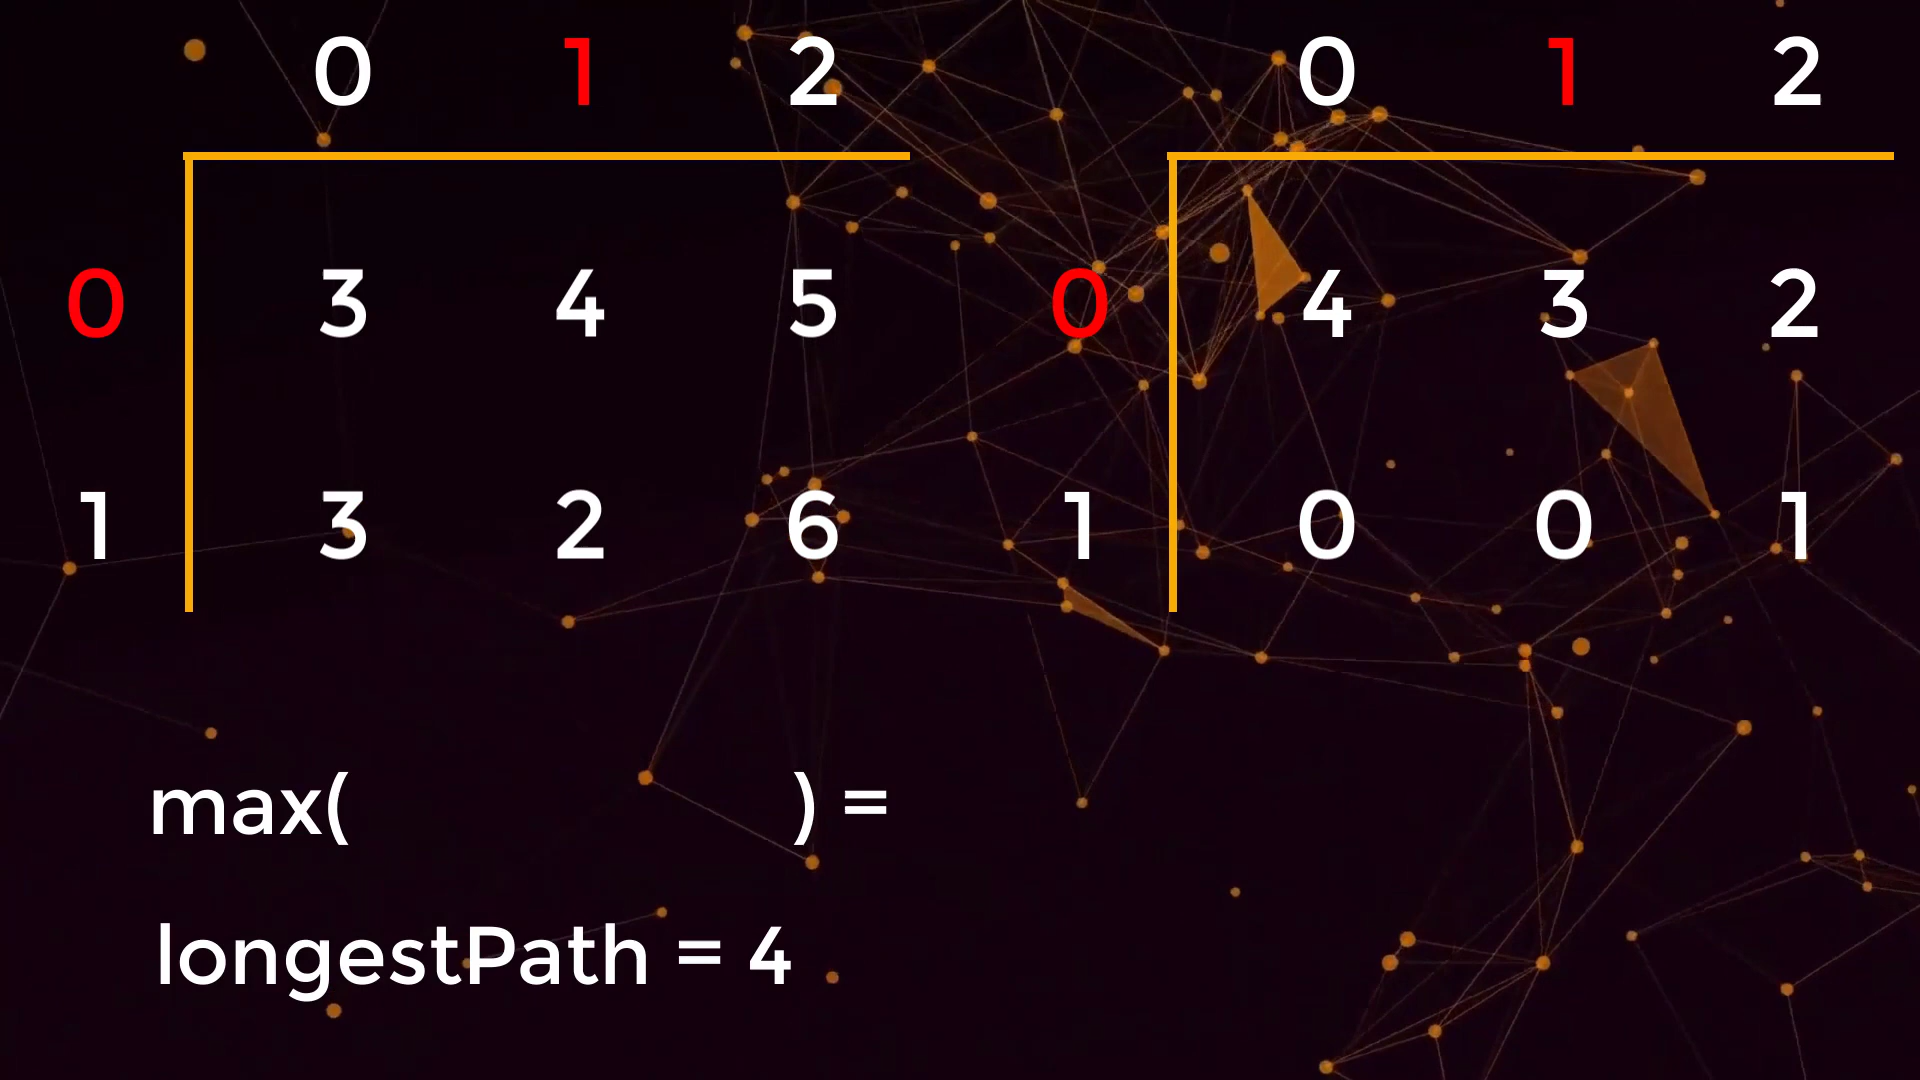 0 1 2 0 1 2
0 3 4 5 0 4 3 2
1 3 2 6 1 0 0 1
max( ) =
longestPath = 4